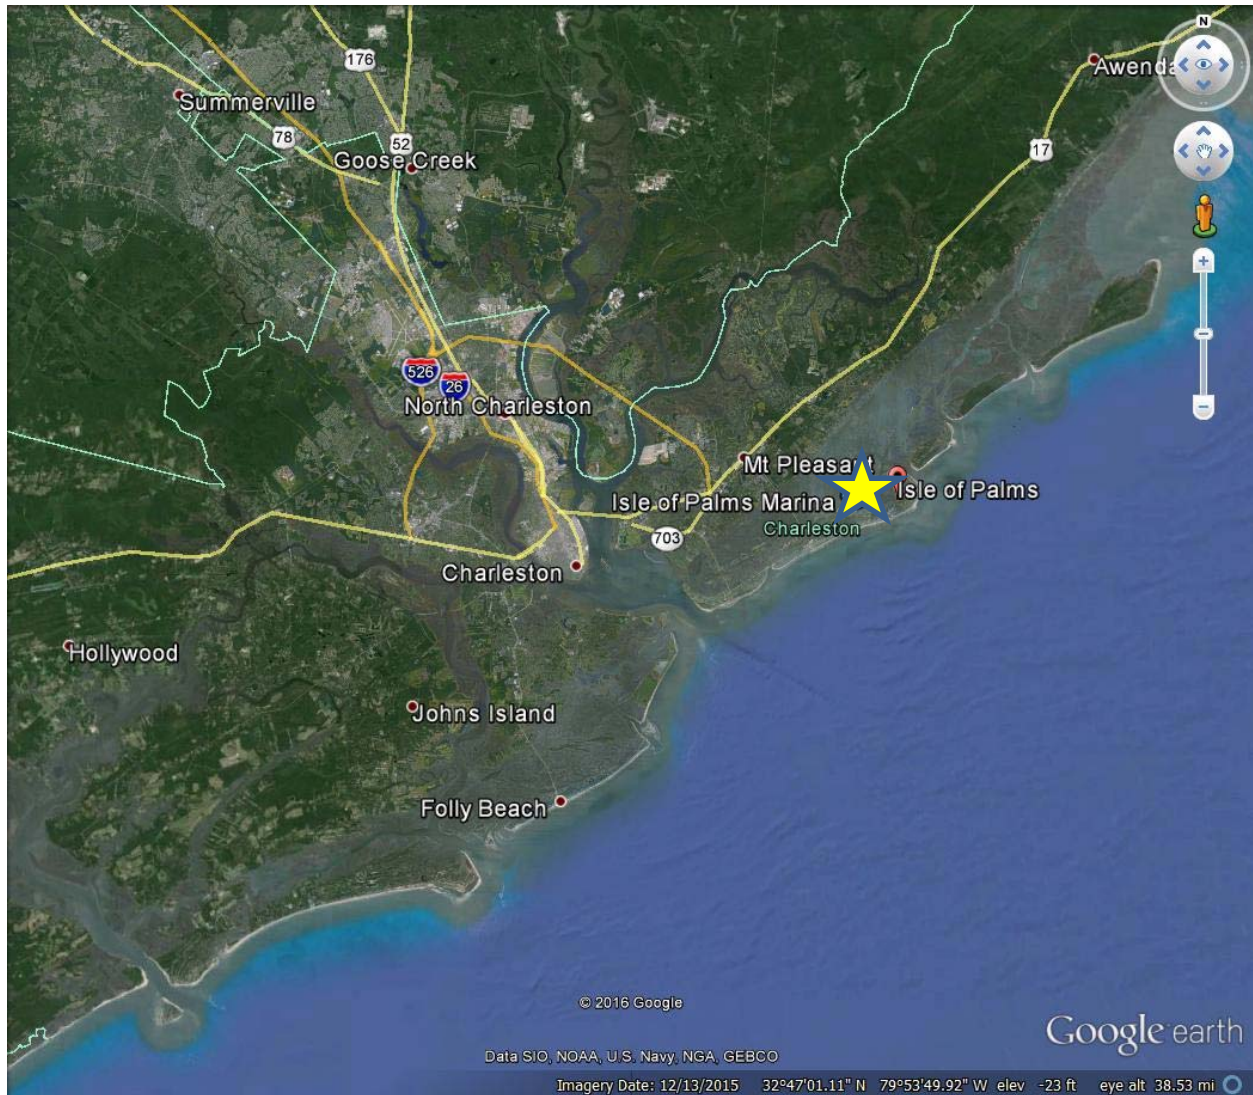 N
176
Awenda
Summerville
78
52
17
Goose Creek
526
26
North Charleston
Mt Pleasant
Isle of Palms Marina
Isle of Palms
Charleston
703
Charleston
Hollywood
Johns Island
Folly Beach
© 2016 Google
Google earth
Data SIO, NOAA, U.S. Navy, NGA, GEBCO
Imagery Date: 12/13/2015 32°47'01.11" N 79°53'49.92" W elev -23 ft eye alt 38.53 mi